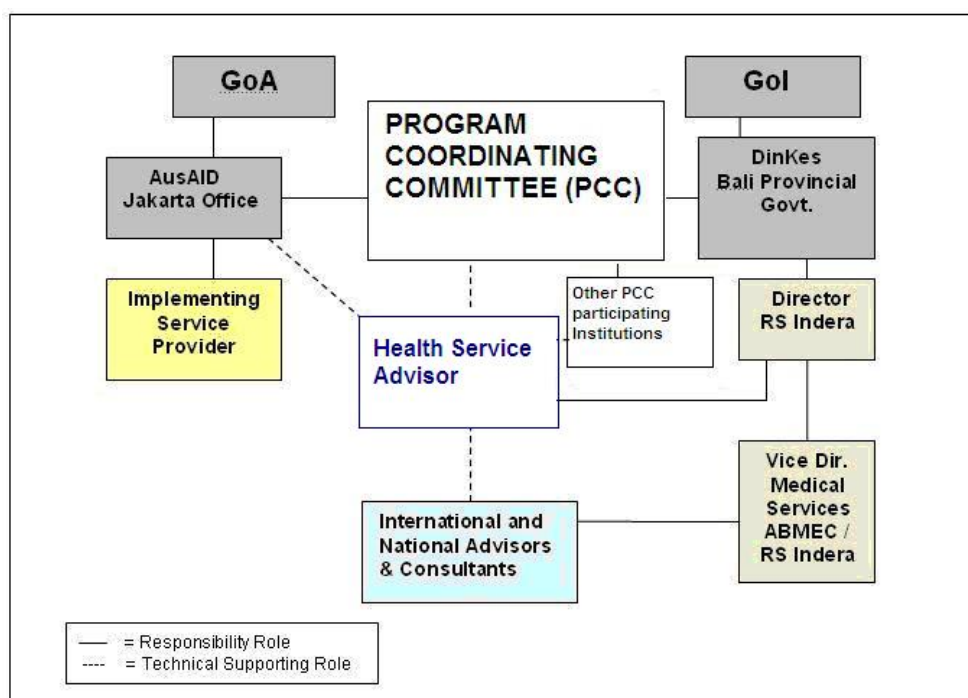 GoA
GoI
PROGRAM
COORDINATING
COMMITTEE (PCC)
AusAID
Jakarta Office
DinKes
Bali Provincial
Govt.
Implementing
Service
Provider
Other PCC
participating
Institutions
Director
RS Indera
Health Service
Advisor
Vice Dir.
Medical
Services
ABMEC /
RS Indera
International and
National Advisors
& Consultants
= Responsibility Role
= Technical Supporting Role